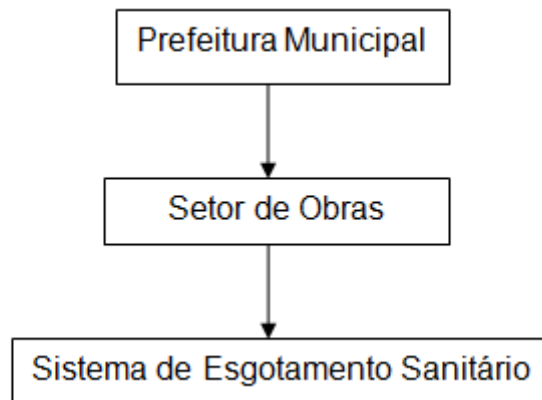 Prefeitura Municipal
Setor de Obras
Sistema de Esgotamento Sanitário